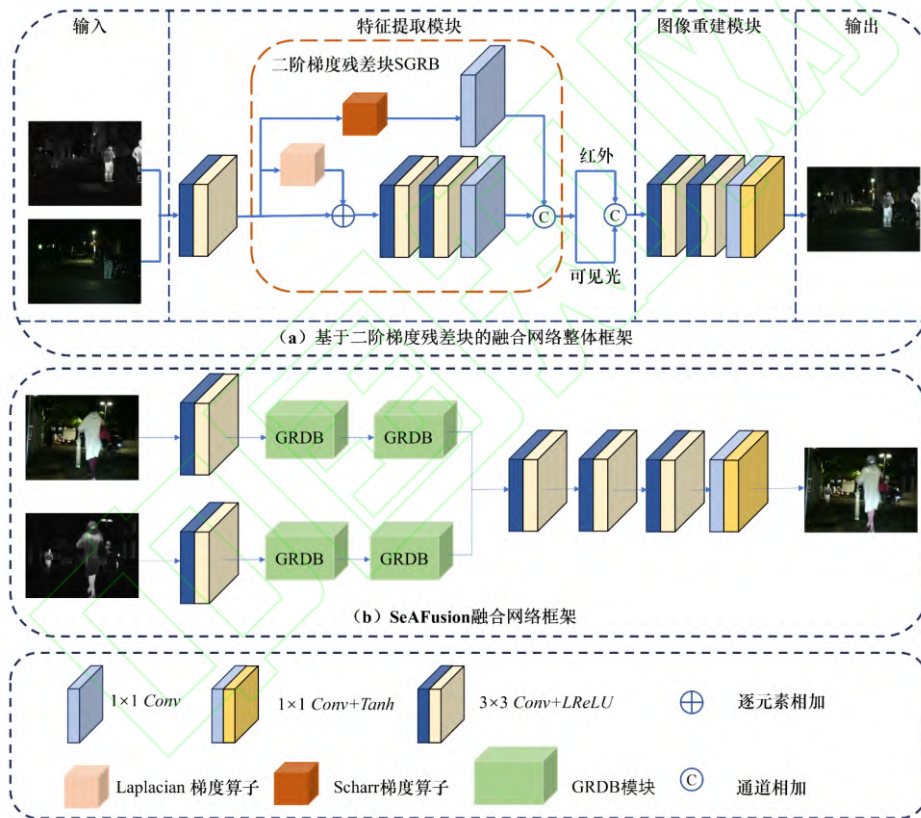 输入
特征提取模块
图像重建模块
输出
二阶梯度残差块SGRB
红外
C
C
可见光
（a）基于二阶梯度残差块的融合网络整体框架
GRDB
GRDB
GRDB
GRDB
（b）SeAFusion融合网络框架
1×1 Conv
1×1 Conv+Tanh
3×3 Conv+LReLU
逐元素相加
Laplacian 梯度算子
Scharr梯度算子
GRDB模块
C
通道相加